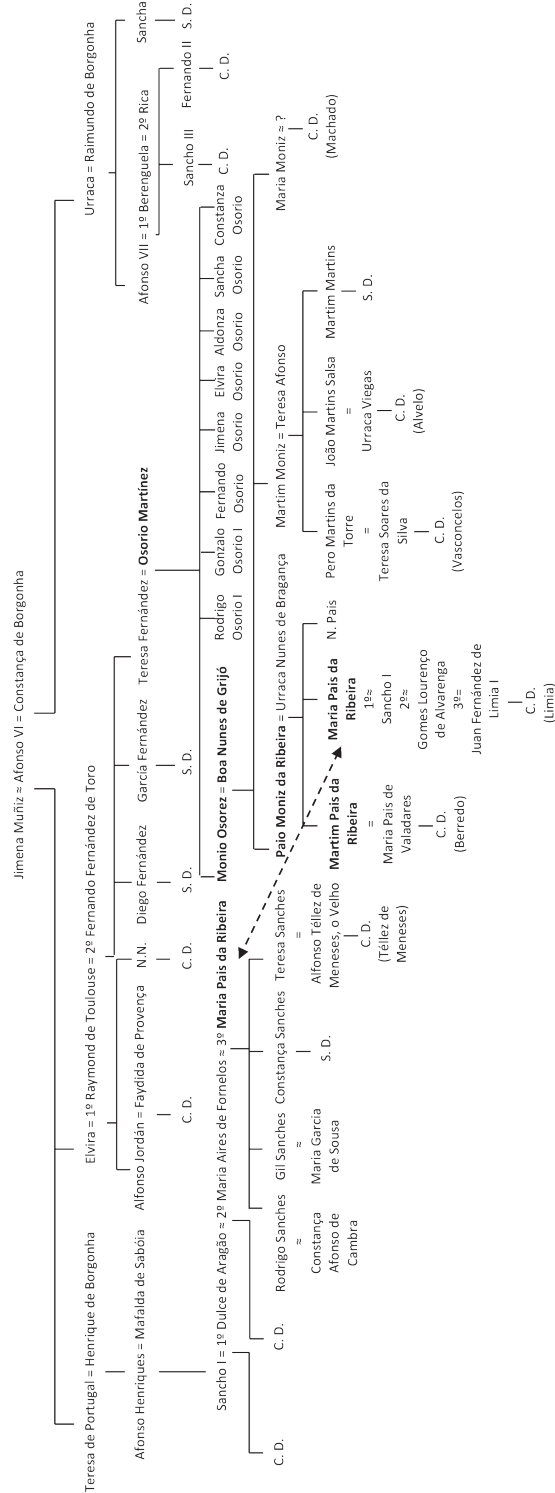 Jimena Muñiz ≈ Afonso VI = Constança de Borgonha
Teresa de Portugal = Henrique de Borgonha
Elvira = 1º Raymond de Toulouse = 2º Fernando Fernández de Toro
Urraca = Raimundo de Borgonha
Afonso Henriques = Mafalda de Sabóia
Alfonso Jordán = Faydida de Provença
N.N.
Diego Fernández
García Fernández
Teresa Fernández = Osorio Martínez
Afonso VII = 1º Berenguela = 2º Rica
Sancha
C. D.
C. D.
S. D.
S. D.
S. D.
Sancho III
Fernando II
C. D.
C. D.
Sancho I = 1º Dulce de Aragão ≈ 2º Maria Aires de Fornelos ≈ 3º Maria Pais da Ribeira
Monio Osorez = Boa Nunes de Grijó
Rodrigo
Osorio I
Gonzalo
Osorio I
Fernando
Osorio
Jimena
Osorio
Elvira
Osorio
Aldonza
Osorio
Sancha
Osorio
Constanza
Osorio
C. D.
C. D.
Rodrigo Sanches
≈
Constança
Afonso de
Cambra
Gil Sanches
≈
Maria Garcia
de Sousa
Constança Sanches
S. D.
Teresa Sanches
=
Alfonso Téllez de
Meneses, o Velho
C. D.
(Téllez de
Meneses)
Paio Moniz da Ribeira = Urraca Nunes de Bragança
Martim Moniz = Teresa Afonso
Maria Moniz ≈ ?
C. D.
(Machado)
Martim Pais da
Ribeira
=
Maria Pais de
Valadares
C. D.
(Berredo)
Maria Pais da
Ribeira
1º≈
Sancho I
2º≈
Gomes Lourenço
de Alvarenga
3º=
Juan Fernández de
Limia I
C. D.
(Limia)
N. Pais
Pero Martins da
Torre
=
Teresa Soares da
Silva
C. D.
(Vasconcelos)
João Martins Salsa
=
Urraca Viegas
C. D.
(Alvelo)
Martim Martins
S. D.